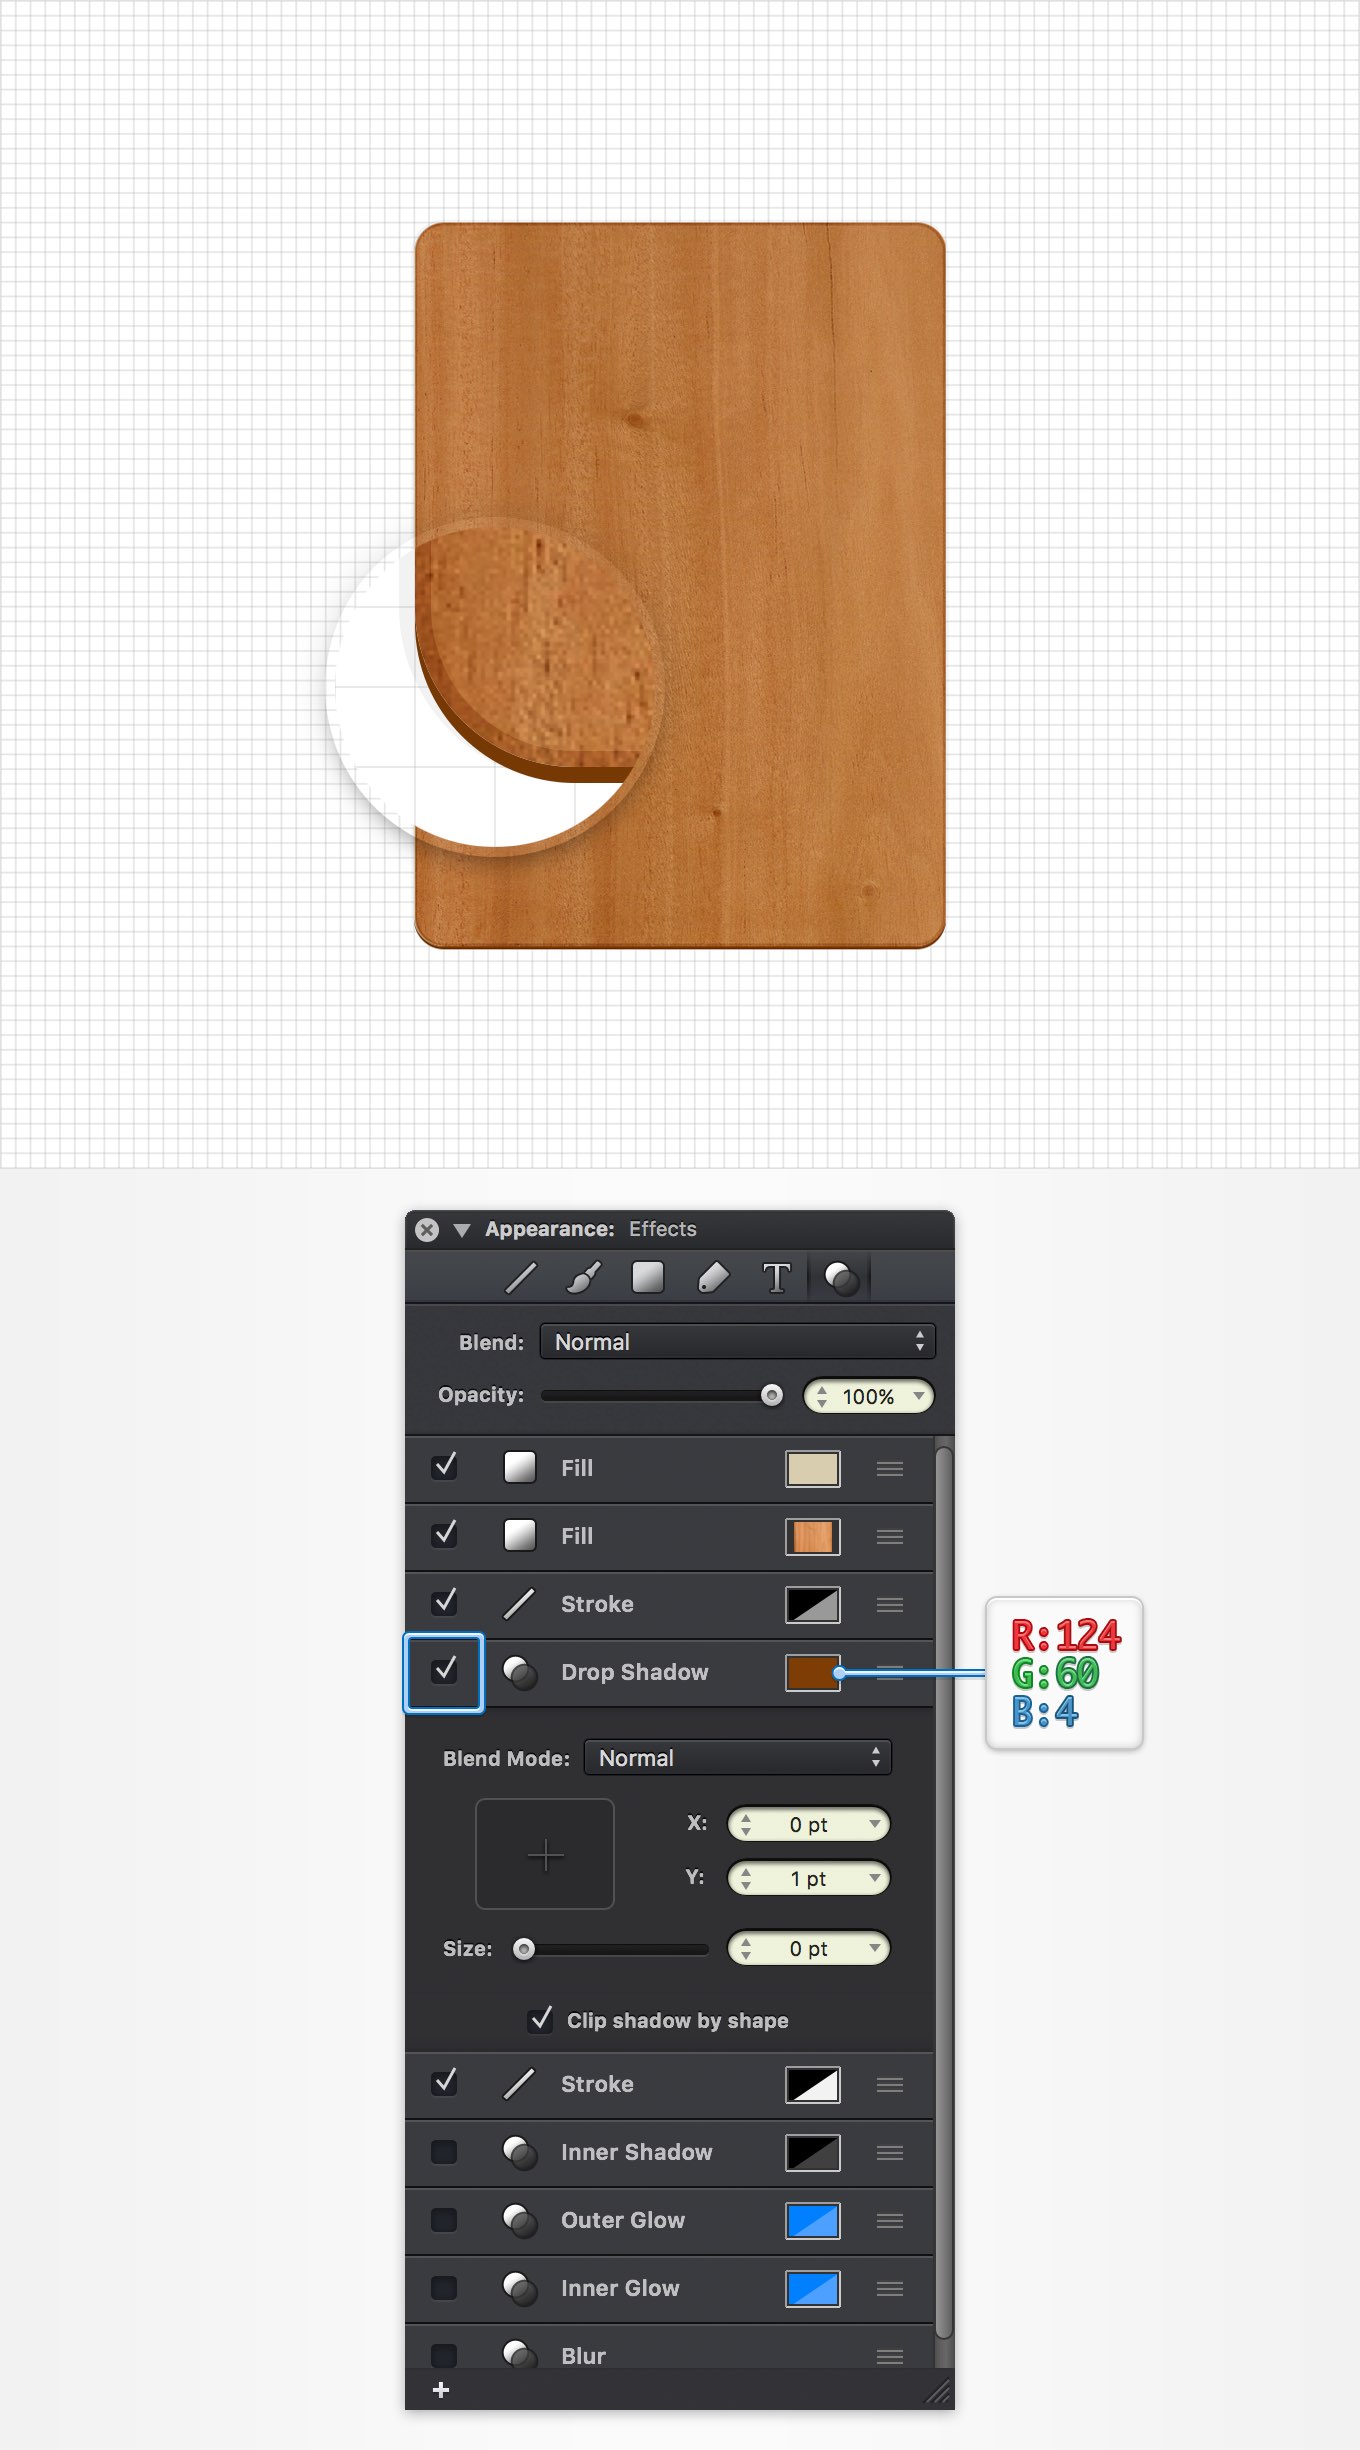 Appearance: Effects
T
Blend: Normal
Opacity: 100%
Fill
Fill
Stroke
Drop Shadow
R:124
G:60
B:4
Blend Mode: Normal
X: 0 pt
Y: 1 pt
Size: 0 pt
Clip shadow by shape
Stroke
Inner Shadow
Outer Glow
Inner Glow
Blur